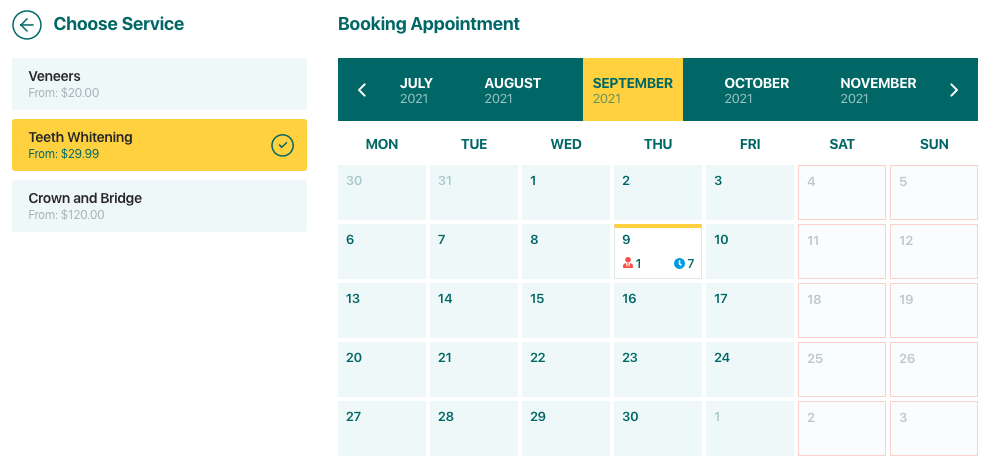 Choose Service
Veneers
From: $20.00
Teeth Whitening
From: $29.99
Crown and Bridge
From: $120.00
Booking Appointment
JULY AUGUST SEPTEMBER OCTOBER NOVEMBER
2021 2021 2021 2021 2021
MON TUE WED THU FRI SAT SUN
30 31 1 2 3 4 5
6 7 8 9 10 11 12
1 7
13 14 15 16 17 18 19
20 21 22 23 24 25 26
27 28 29 30 1 2 3